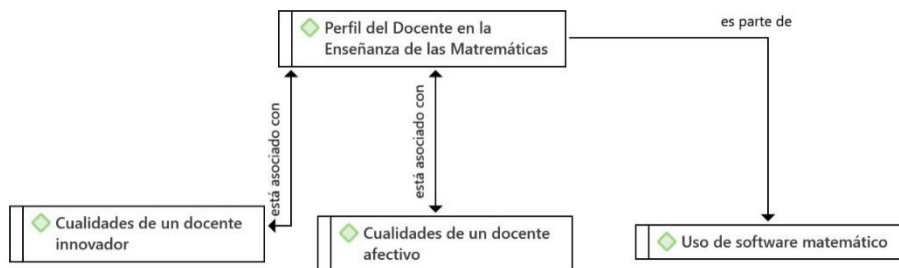 Perfil del Docente en la
Enseñanza de las Matremáticas
es parte de
está asociado con
está asociado con
Cualidades de un docente
innovador
Cualidades de un docente
afectivo
Uso de software matemático